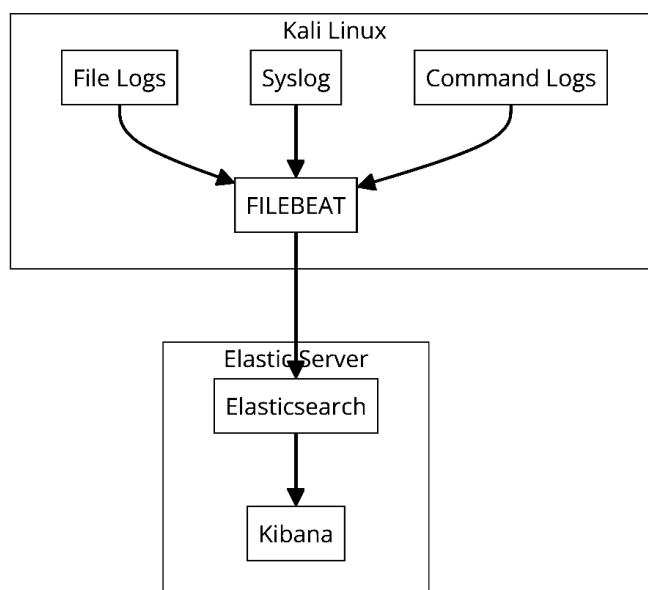 Kali Linux
File Logs
Syslog
Command Logs
FILEBEAT
Elastic Server
Elasticsearch
Kibana